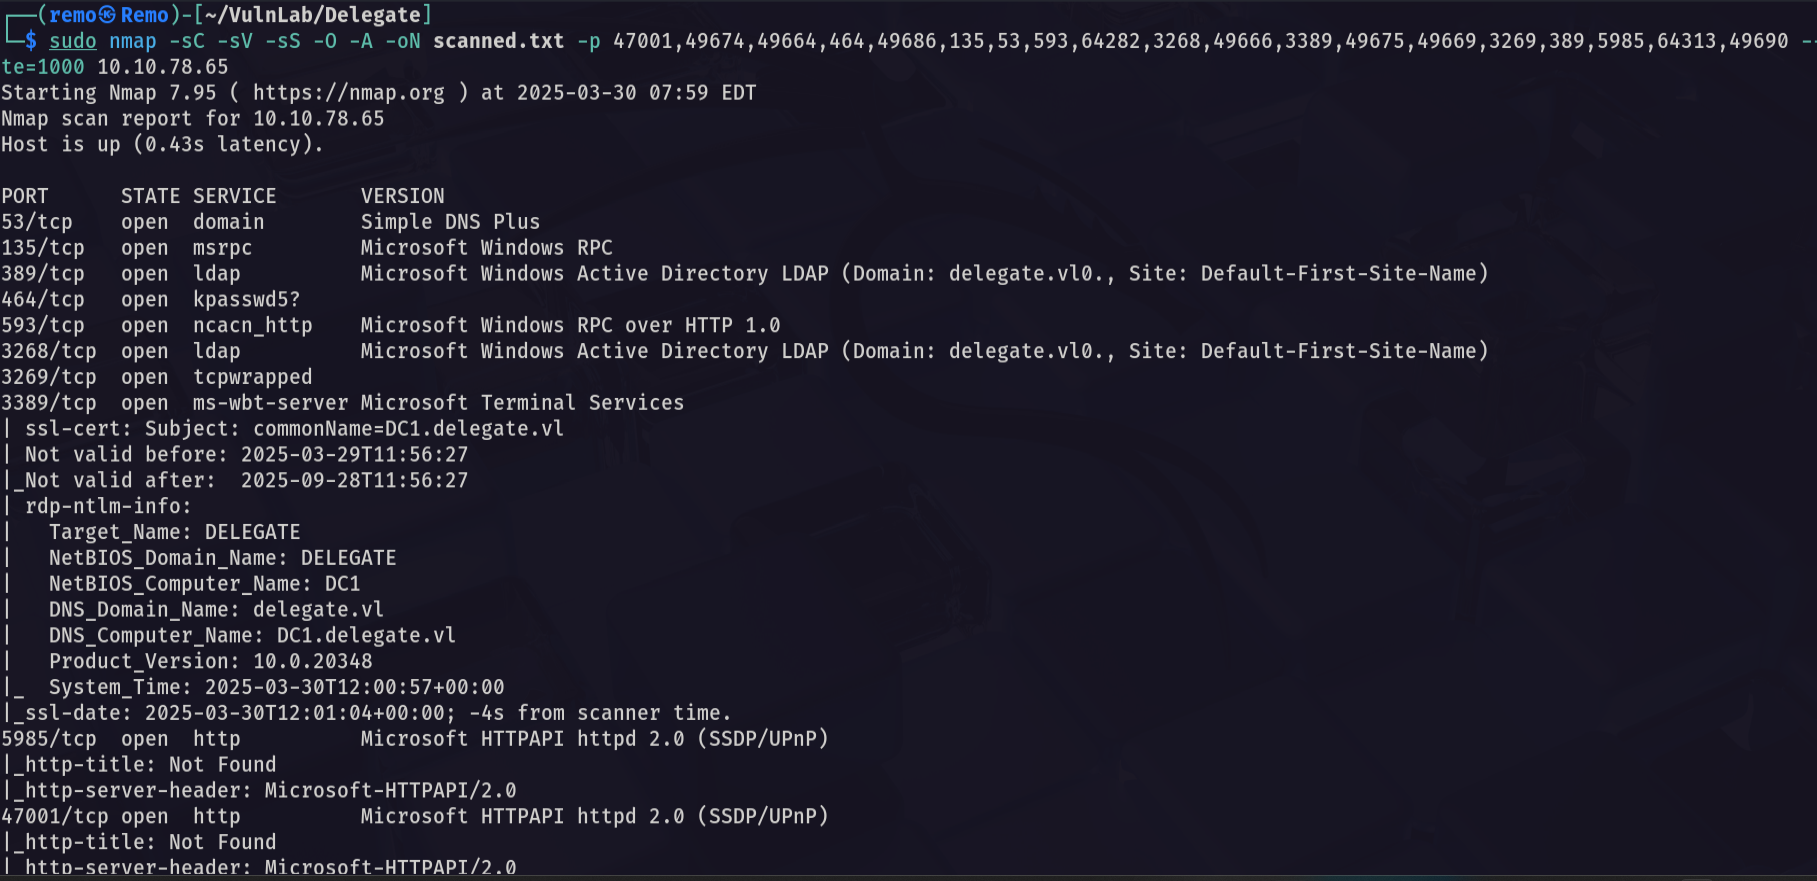 ┌──(remo㉿Remo)-[~/VulnLab/Delegate]
└─$ sudo nmap -sC -sV -sS -O -A -oN scanned.txt -p 47001,49674,49664,464,49686,135,53,593,64282,3268,49666,3389,49675,49669,3269,389,5985,64313,49690 --
te=1000 10.10.78.65
Starting Nmap 7.95 ( https://nmap.org ) at 2025-03-30 07:59 EDT
Nmap scan report for 10.10.78.65
Host is up (0.43s latency).

PORT      STATE SERVICE       VERSION
53/tcp    open  domain        Simple DNS Plus
135/tcp   open  msrpc         Microsoft Windows RPC
389/tcp   open  ldap          Microsoft Windows Active Directory LDAP (Domain: delegate.vl0., Site: Default-First-Site-Name)
464/tcp   open  kpasswd5?
593/tcp   open  ncacn_http    Microsoft Windows RPC over HTTP 1.0
3268/tcp  open  ldap          Microsoft Windows Active Directory LDAP (Domain: delegate.vl0., Site: Default-First-Site-Name)
3269/tcp  open  tcpwrapped
3389/tcp  open  ms-wbt-server Microsoft Terminal Services
| ssl-cert: Subject: commonName=DC1.delegate.vl
| Not valid before: 2025-03-29T11:56:27
|_Not valid after:  2025-09-28T11:56:27
| rdp-ntlm-info:
|   Target_Name: DELEGATE
|   NetBIOS_Domain_Name: DELEGATE
|   NetBIOS_Computer_Name: DC1
|   DNS_Domain_Name: delegate.vl
|   DNS_Computer_Name: DC1.delegate.vl
|   Product_Version: 10.0.20348
|_  System_Time: 2025-03-30T12:00:57+00:00
|_ssl-date: 2025-03-30T12:01:04+00:00; -4s from scanner time.
5985/tcp  open  http          Microsoft HTTPAPI httpd 2.0 (SSDP/UPnP)
|_http-title: Not Found
|_http-server-header: Microsoft-HTTPAPI/2.0
47001/tcp open  http          Microsoft HTTPAPI httpd 2.0 (SSDP/UPnP)
|_http-title: Not Found
|_http-server-header: Microsoft-HTTPAPI/2.0